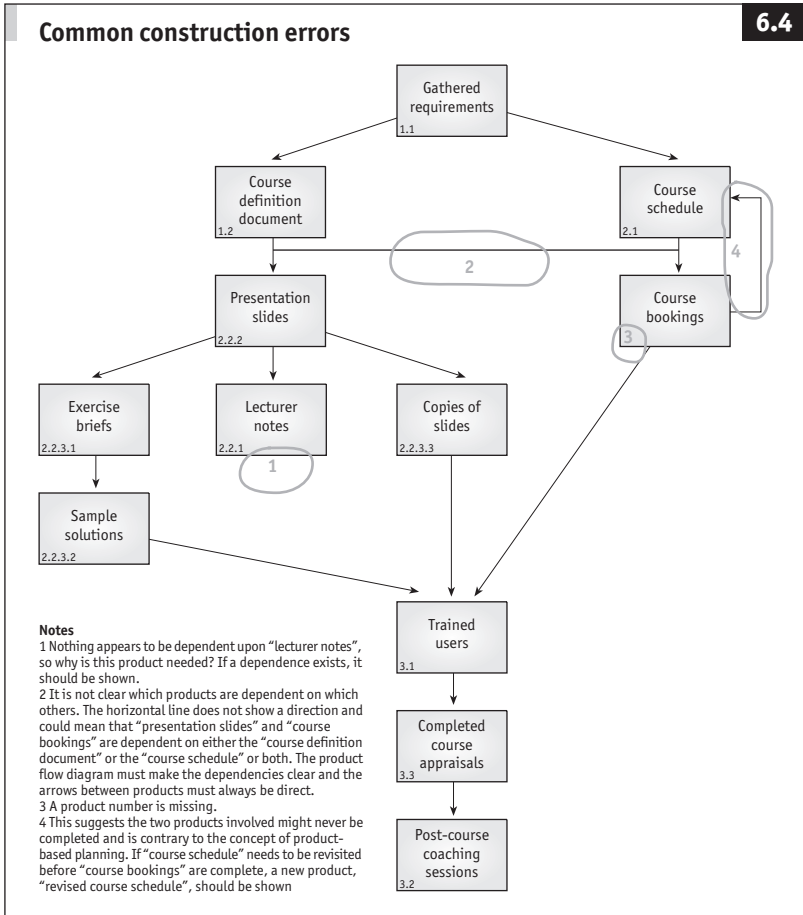 Common construction errors
6.4
Gathered
requirements
1.1
Course
definition
document
1.2
Course
schedule
2.1
4
2
Presentation
slides
2.2.2
Course
bookings
3
Exercise
briefs
2.2.3.1
Lecturer
notes
2.2.1
1
Copies of
slides
2.2.3.3
Sample
solutions
2.2.3.2
Trained
users
3.1
Completed
course
appraisals
3.3
Post-course
coaching
sessions
3.2
Notes
1 Nothing appears to be dependent upon “lecturer notes”,
so why is this product needed? If a dependence exists, it
should be shown.
2 It is not clear which products are dependent on which
others. The horizontal line does not show a direction and
could mean that “presentation slides” and “course
bookings” are dependent on either the “course definition
document” or the “course schedule” or both. The product
flow diagram must make the dependencies clear and the
arrows between products must always be direct.
3 A product number is missing.
4 This suggests the two products involved might never be
completed and is contrary to the concept of product-
based planning. If “course schedule” needs to be revisited
before “course bookings” are complete, a new product,
“revised course schedule”, should be shown